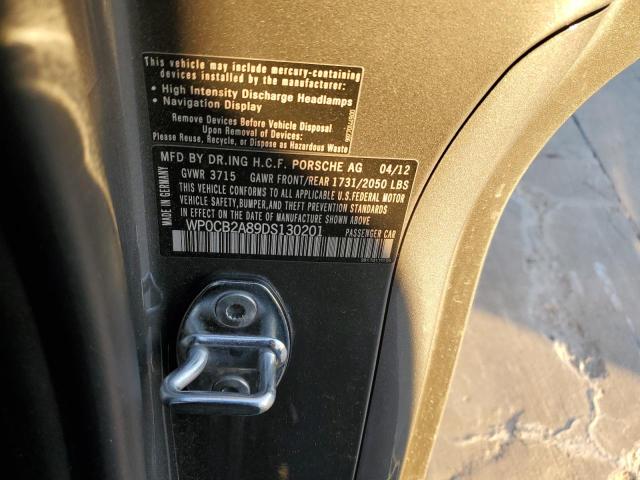 This vehicle may include mercury-containing
devices installed by the manufacturer:
• High Intensity Discharge Headlamps
• Navigation Display
Remove Devices Before Vehicle Disposal
Upon Removal of Devices:
Please Reuse, Recycle, or Dispose as Hazardous Waste
MADE IN GERMANY
MFD BY DR.ING H.C.F. PORSCHE AG 04/12
GVWR 3715 GAWR FRONT/REAR 1731/2050 LBS
THIS VEHICLE CONFORMS TO ALL APPLICABLE
VEHICLE SAFETY, BUMPER, AND THEFT U.S.FEDERAL MOTOR
PREVENTION STANDARDS IN EFFECT ON THE
DATE OF MANUFACTURE SHOWN ABOVE
WP0CB2A89DS130201 PASSENGER CAR